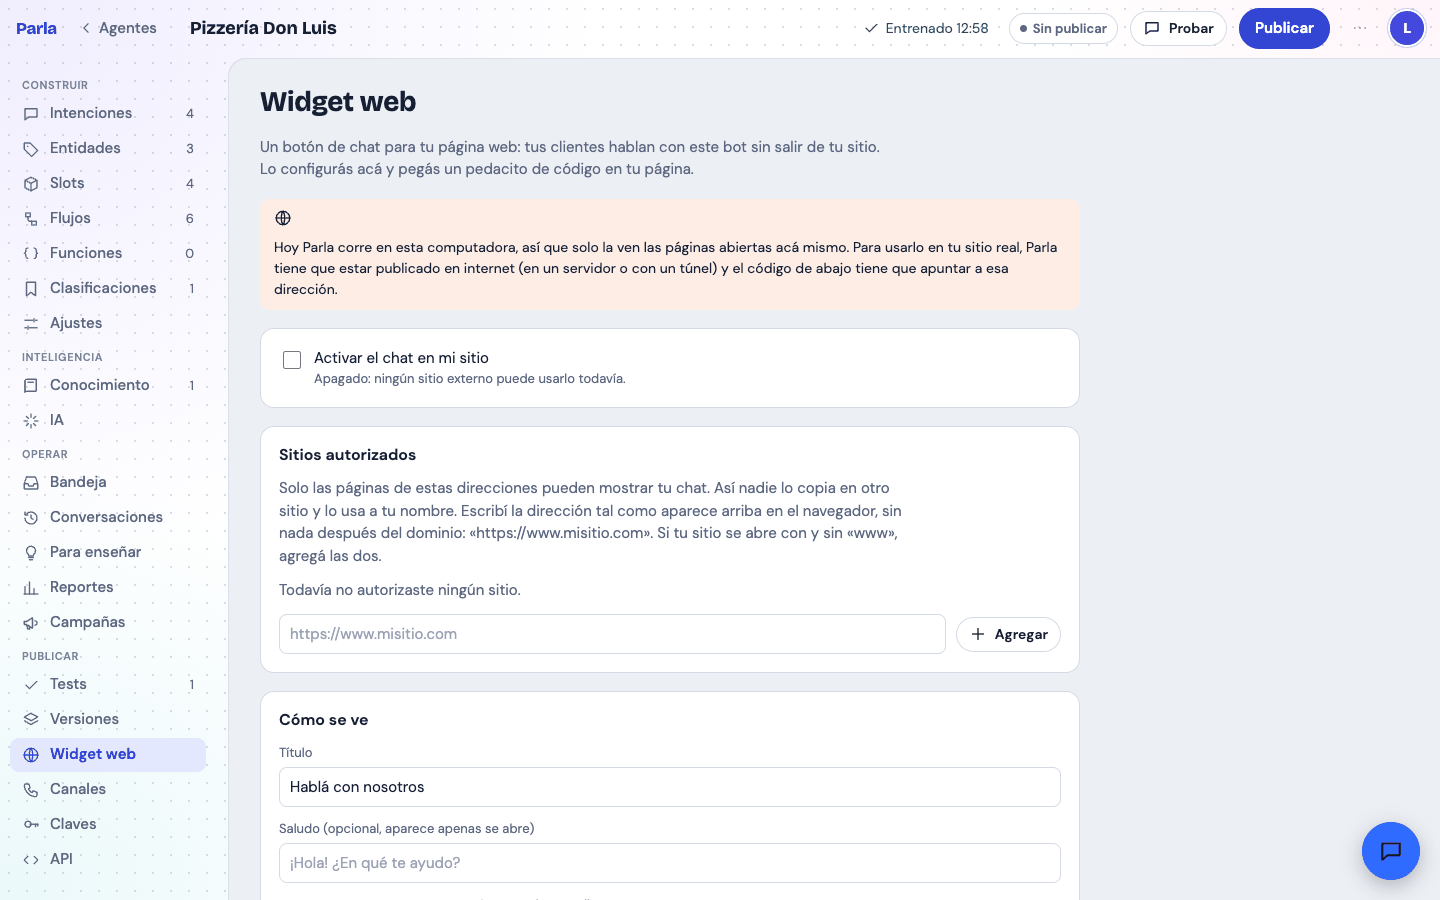 Parla
Agentes
Pizzería Don Luis
Entrenado 12:58
Sin publicar
Probar
Publicar
L
CONSTRUIR
Intenciones 4
Entidades 3
Slots 4
Flujos 6
Funciones 0
Clasificaciones 1
Ajustes
INTELIGENCIA
Conocimiento 1
IA
OPERAR
Bandeja
Conversaciones
Para enseñar
Reportes
Campañas
PUBLICAR
Tests 1
Versiones
Widget web
Canales
Claves
API
Widget web
Un botón de chat para tu página web: tus clientes hablan con este bot sin salir de tu sitio.
Lo configurás acá y pegás un pedacito de código en tu página.
Hoy Parla corre en esta computadora, así que solo la ven las páginas abiertas acá mismo. Para usarlo en tu sitio real, Parla
tiene que estar publicado en internet (en un servidor o con un túnel) y el código de abajo tiene que apuntar a esa
dirección.
Activar el chat en mi sitio
Apagado: ningún sitio externo puede usarlo todavía.
Sitios autorizados
Solo las páginas de estas direcciones pueden mostrar tu chat. Así nadie lo copia en otro
sitio y lo usa a tu nombre. Escribí la dirección tal como aparece arriba en el navegador, sin
nada después del dominio: «https://www.misitio.com». Si tu sitio se abre con y sin «www»,
agregá las dos.
Todavía no autorizaste ningún sitio.
https://www.misitio.com
Agregar
Cómo se ve
Título
Hablá con nosotros
Saludo (opcional, aparece apenas se abre)
¡Hola! ¿En qué te ayudo?